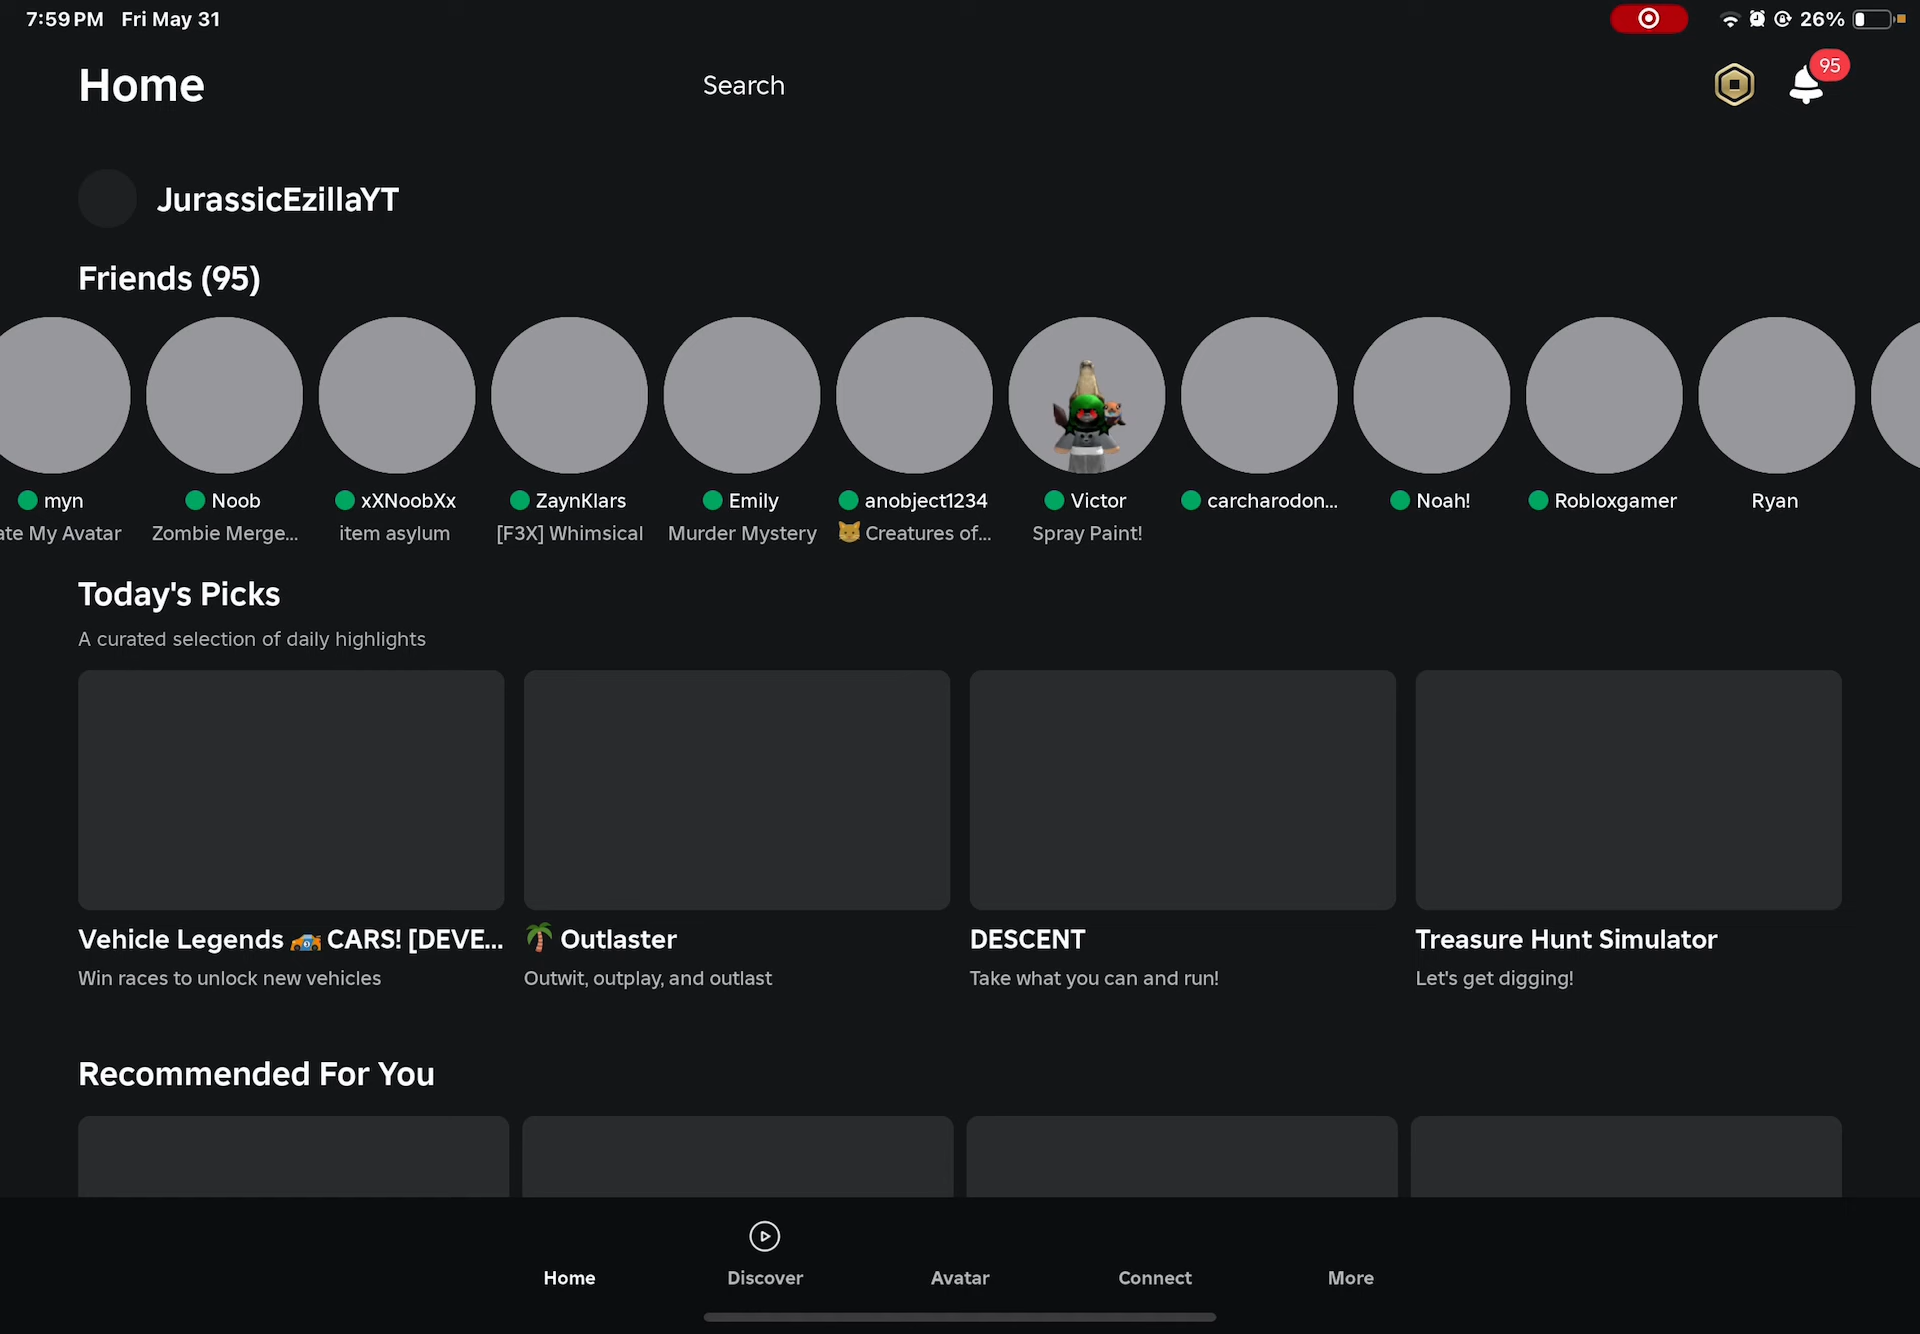 7:59 PM Fri May 31
26%
Home
Search
95
JurassicEzillaYT
Friends (95)
myn
Noob
xXNoobXx
ZaynKlars
Emily
anobject1234
Victor
carcharodon...
Noah!
Robloxgamer
Ryan
ate My Avatar
Zombie Merge...
item asylum
[F3X] Whimsical
Murder Mystery
🐱 Creatures of...
Spray Paint!
Today's Picks
A curated selection of daily highlights
Vehicle Legends 🏎️ CARS! [DEVE...
🌴 Outlaster
DESCENT
Treasure Hunt Simulator
Win races to unlock new vehicles
Outwit, outplay, and outlast
Take what you can and run!
Let's get digging!
Recommended For You
Home
Discover
Avatar
Connect
More